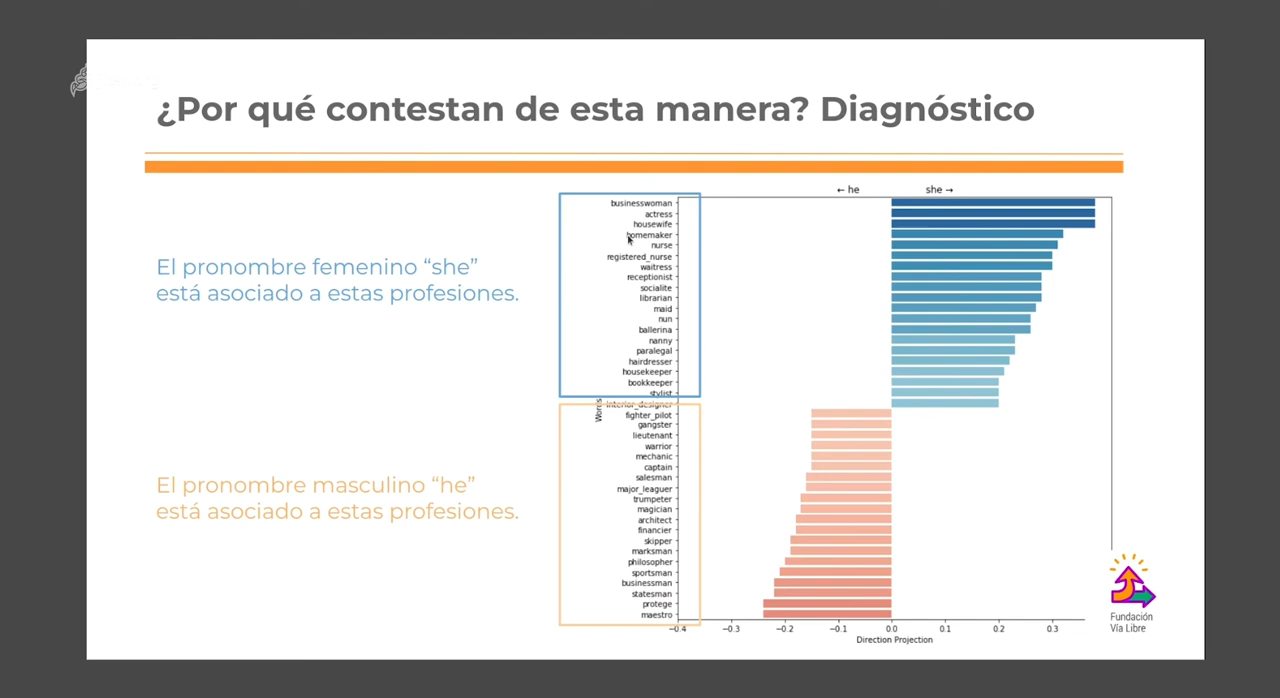 ¿Por qué contestan de esta manera? Diagnóstico
El pronombre femenino “she”
está asociado a estas profesiones.
El pronombre masculino “he”
está asociado a estas profesiones.
← he
she →
businesswoman
actress
housewife
homemaker
nurse
registered_nurse
waitress
receptionist
socialite
librarian
maid
nun
ballerina
nanny
paralegal
hairdresser
housekeeper
bookkeeper
stylist
interior_designer
fighter_pilot
gangster
lieutenant
warrior
mechanic
captain
salesman
major_leaguer
trumpeter
magician
architect
financier
skipper
marksman
philosopher
sportsman
businessman
statesman
protege
maestro
Words
−0.4 −0.3 −0.2 −0.1 0.0 0.1 0.2 0.3
Direction Projection
Fundación
Vía Libre